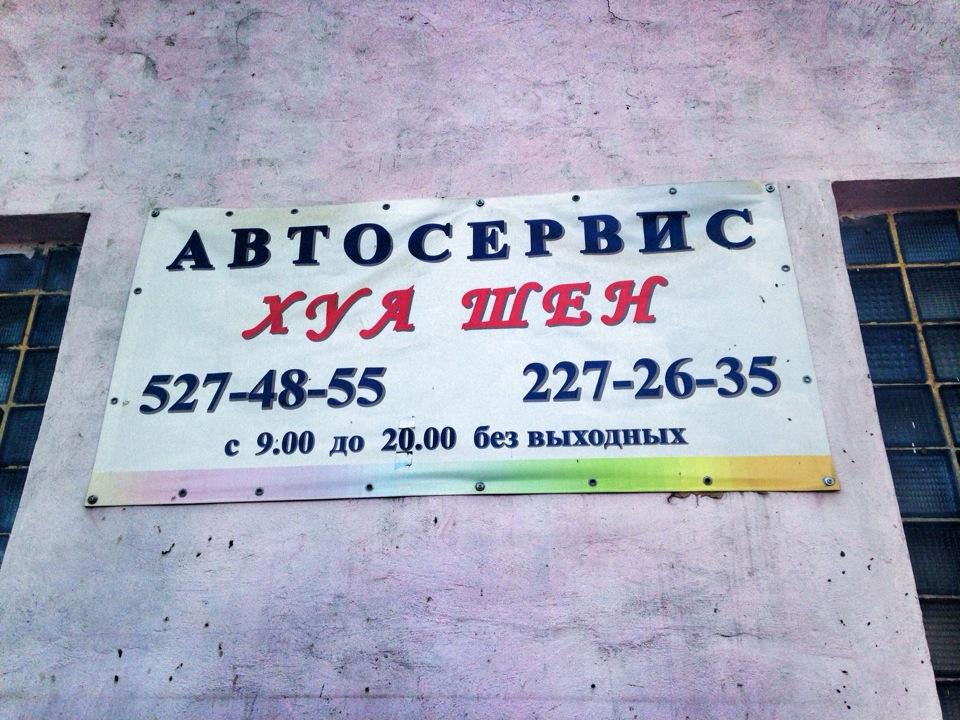 АВТОСЕРВИС
ХУА ШЕН
527-48-55 227-26-35
с 9.00 до 20.00 без выходных